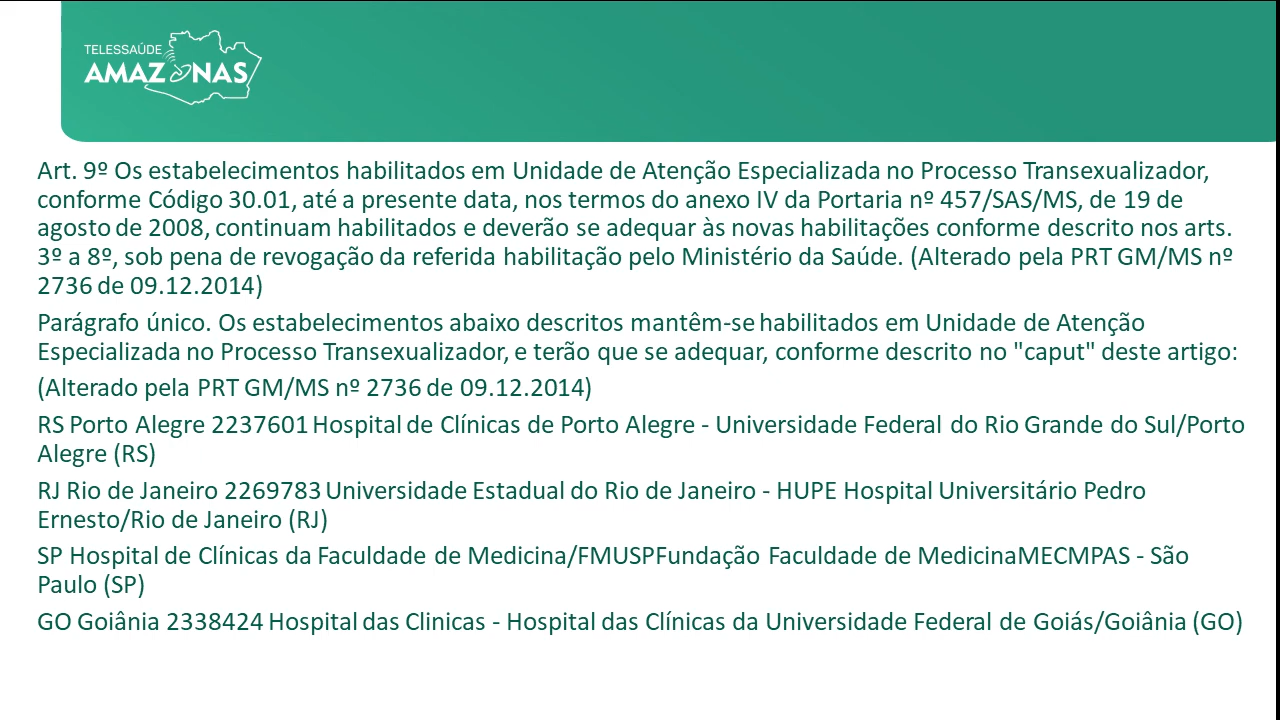 TELESSAÚDE
AMAZONAS
Art. 9º Os estabelecimentos habilitados em Unidade de Atenção Especializada no Processo Transexualizador,
conforme Código 30.01, até a presente data, nos termos do anexo IV da Portaria nº 457/SAS/MS, de 19 de
agosto de 2008, continuam habilitados e deverão se adequar às novas habilitações conforme descrito nos arts.
3º a 8º, sob pena de revogação da referida habilitação pelo Ministério da Saúde. (Alterado pela PRT GM/MS nº
2736 de 09.12.2014)
Parágrafo único. Os estabelecimentos abaixo descritos mantêm-se habilitados em Unidade de Atenção
Especializada no Processo Transexualizador, e terão que se adequar, conforme descrito no "caput" deste artigo:
(Alterado pela PRT GM/MS nº 2736 de 09.12.2014)
RS Porto Alegre 2237601 Hospital de Clínicas de Porto Alegre - Universidade Federal do Rio Grande do Sul/Porto
Alegre (RS)
RJ Rio de Janeiro 2269783 Universidade Estadual do Rio de Janeiro - HUPE Hospital Universitário Pedro
Ernesto/Rio de Janeiro (RJ)
SP Hospital de Clínicas da Faculdade de Medicina/FMUSPFundação Faculdade de MedicinaMECMPAS - São
Paulo (SP)
GO Goiânia 2338424 Hospital das Clinicas - Hospital das Clínicas da Universidade Federal de Goiás/Goiânia (GO)